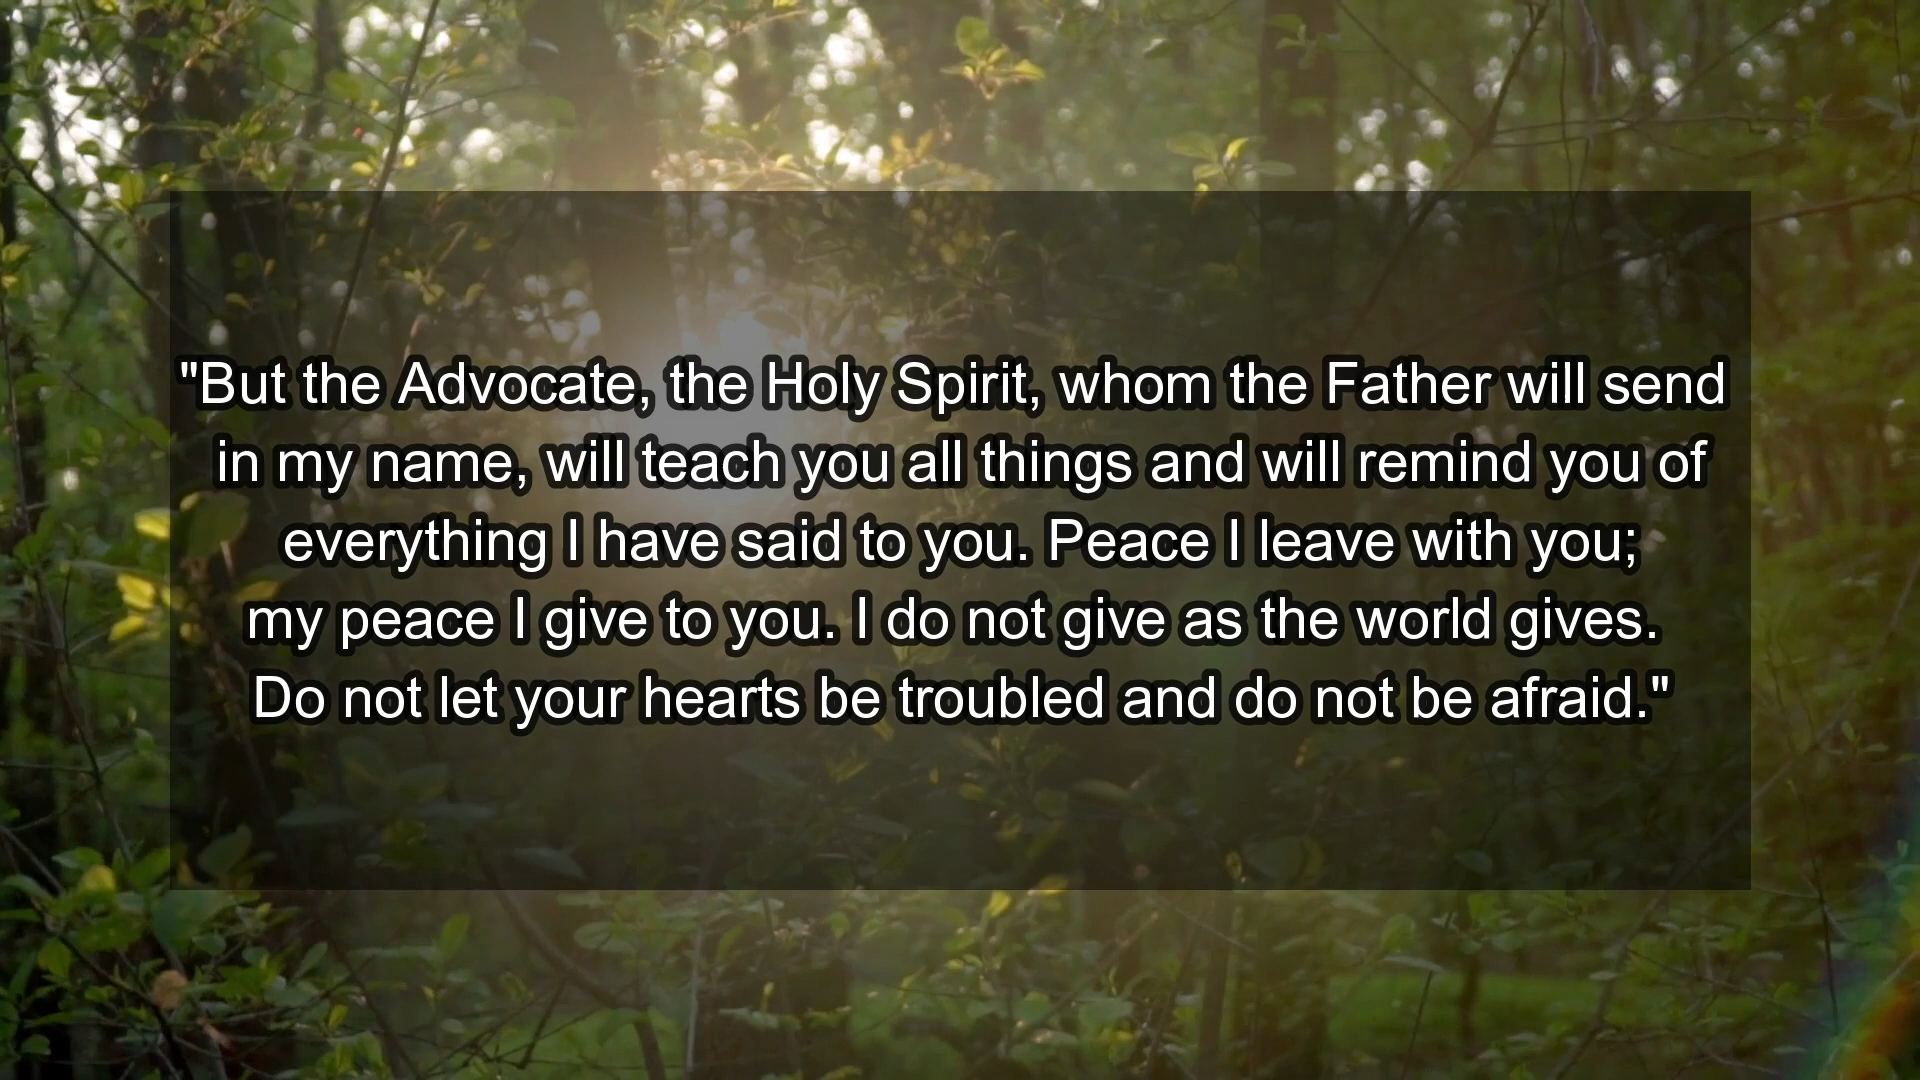 "But the Advocate, the Holy Spirit, whom the Father will send
in my name, will teach you all things and will remind you of
everything I have said to you. Peace I leave with you;
my peace I give to you. I do not give as the world gives.
Do not let your hearts be troubled and do not be afraid."